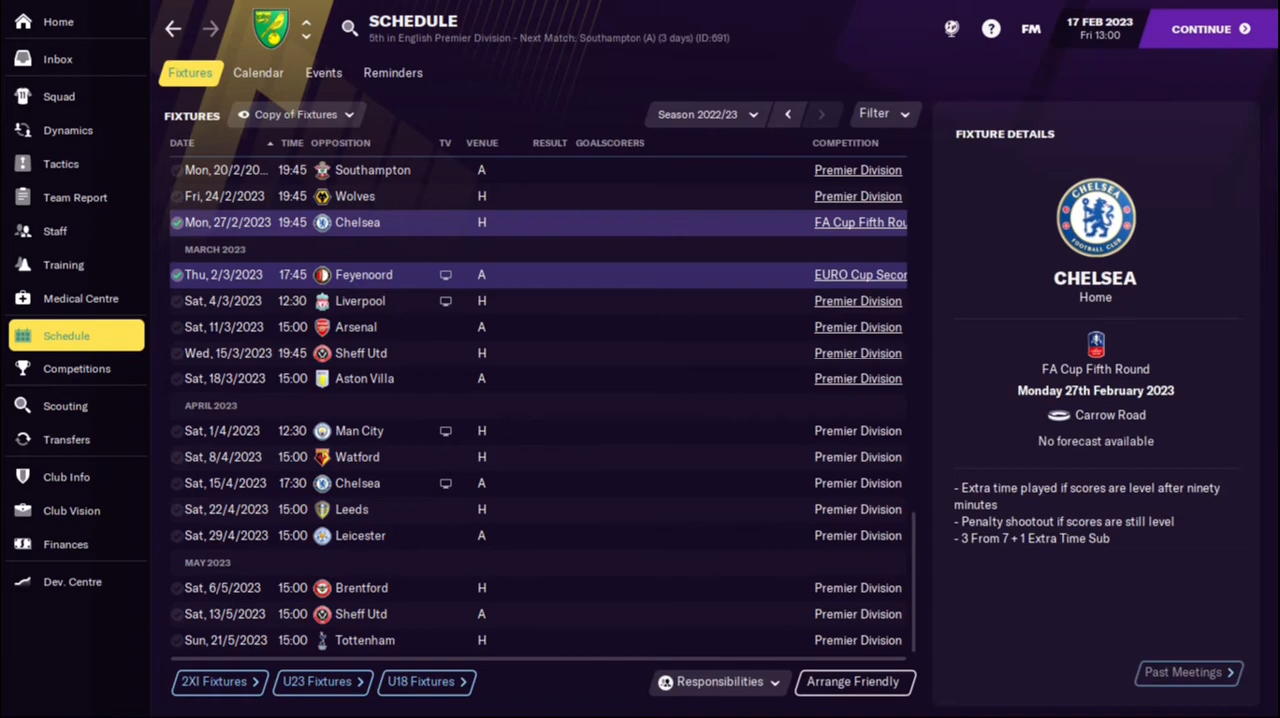 Home
Inbox
Squad
Dynamics
Tactics
Team Report
Staff
Training
Medical Centre
Schedule
Competitions
Scouting
Transfers
Club Info
Club Vision
Finances
Dev. Centre
SCHEDULE
5th in English Premier Division - Next Match: Southampton (A) (3 days) (ID:691)
? FM 17 FEB 2023 CONTINUE
Fri 13:00
Fixtures Calendar Events Reminders
FIXTURES Copy of Fixtures Season 2022/23 Filter
DATE TIME OPPOSITION TV VENUE RESULT GOALSCORERS COMPETITION
Mon, 20/2/20... 19:45 Southampton A Premier Division
Fri, 24/2/2023 19:45 Wolves H Premier Division
Mon, 27/2/2023 19:45 Chelsea H FA Cup Fifth Rou
MARCH 2023
Thu, 2/3/2023 17:45 Feyenoord A EURO Cup Secor
Sat, 4/3/2023 12:30 Liverpool H Premier Division
Sat, 11/3/2023 15:00 Arsenal A Premier Division
Wed, 15/3/2023 19:45 Sheff Utd H Premier Division
Sat, 18/3/2023 15:00 Aston Villa A Premier Division
APRIL 2023
Sat, 1/4/2023 12:30 Man City H Premier Division
Sat, 8/4/2023 15:00 Watford H Premier Division
Sat, 15/4/2023 17:30 Chelsea A Premier Division
Sat, 22/4/2023 15:00 Leeds H Premier Division
Sat, 29/4/2023 15:00 Leicester A Premier Division
MAY 2023
Sat, 6/5/2023 15:00 Brentford H Premier Division
Sat, 13/5/2023 15:00 Sheff Utd A Premier Division
Sun, 21/5/2023 15:00 Tottenham H Premier Division
2XI Fixtures U23 Fixtures U18 Fixtures Responsibilities Arrange Friendly
FIXTURE DETAILS
CHELSEA
FOOTBALL CLUB
CHELSEA
Home
FA Cup Fifth Round
Monday 27th February 2023
Carrow Road
No forecast available
- Extra time played if scores are level after ninety
minutes
- Penalty shootout if scores are still level
- 3 From 7 + 1 Extra Time Sub
Past Meetings